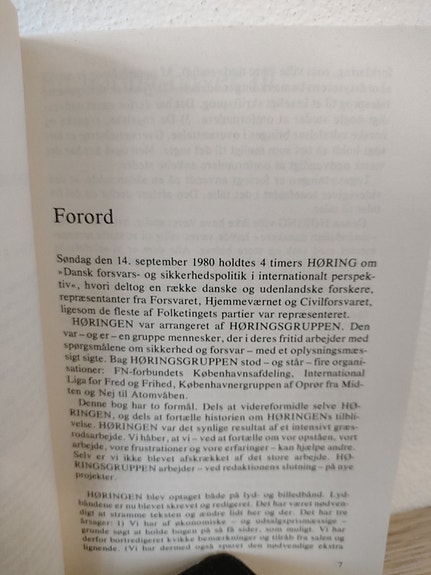 Forord
Søndag den 14. september 1980 holdtes 4 timers HØRING om
»Dansk forsvars- og sikkerhedspolitik i internationalt perspek-
tiv«, hvori deltog en række danske og udenlandske forskere,
repræsentanter fra Forsvaret, Hjemmeværnet og Civilforsvaret,
ligesom de fleste af Folketingets partier var repræsenteret.
HØRINGEN var arrangeret af HØRINGSGRUPPEN. Den
var – og er – en gruppe mennesker, der i deres fritid arbejder med
spørgsmålene om sikkerhed og forsvar – med et oplysningsmæs-
sigt sigte. Bag HØRINGSGRUPPEN stod – og står – fire organi-
sationer: FN-forbundets Københavnsafdeling, International
Liga for Fred og Frihed, Københavnergruppen af Oprør fra Mid-
ten og Nej til Atomvåben.
Denne bog har to formål. Dels at videreformidle selve HØ-
RINGEN, og dels at fortælle historien om HØRINGENs tilbli-
velse. HØRINGEN var det synlige resultat af et intensivt græs-
rodsarbejde. Vi håber, at vi – ved at fortælle om vor opståen, vort
arbejde, vore frustrationer og vore erfaringer – kan hjælpe andre.
Selv er vi ikke blevet afskrækket af det store arbejde. HØ-
RINGSGRUPPEN arbejder – ved redaktionens slutning – på nye
projekter.
HØRINGEN blev optaget både på lyd- og billedbånd. Lyd-
båndene er nu blevet skrevet og redigeret. Det har været nødven-
digt at stramme teksten og ændre lidt her og der. Det har tre
årsager: 1) Vi har af økonomiske – og udsalgsprismæssige –
grunde søgt at holde bogen på så få sider, som muligt. Vi har
derfor bortredigeret kvikke bemærkninger og tilråb fra salen og
lignende. (Vi har dermed også sparet den nødvendige ekstra
7